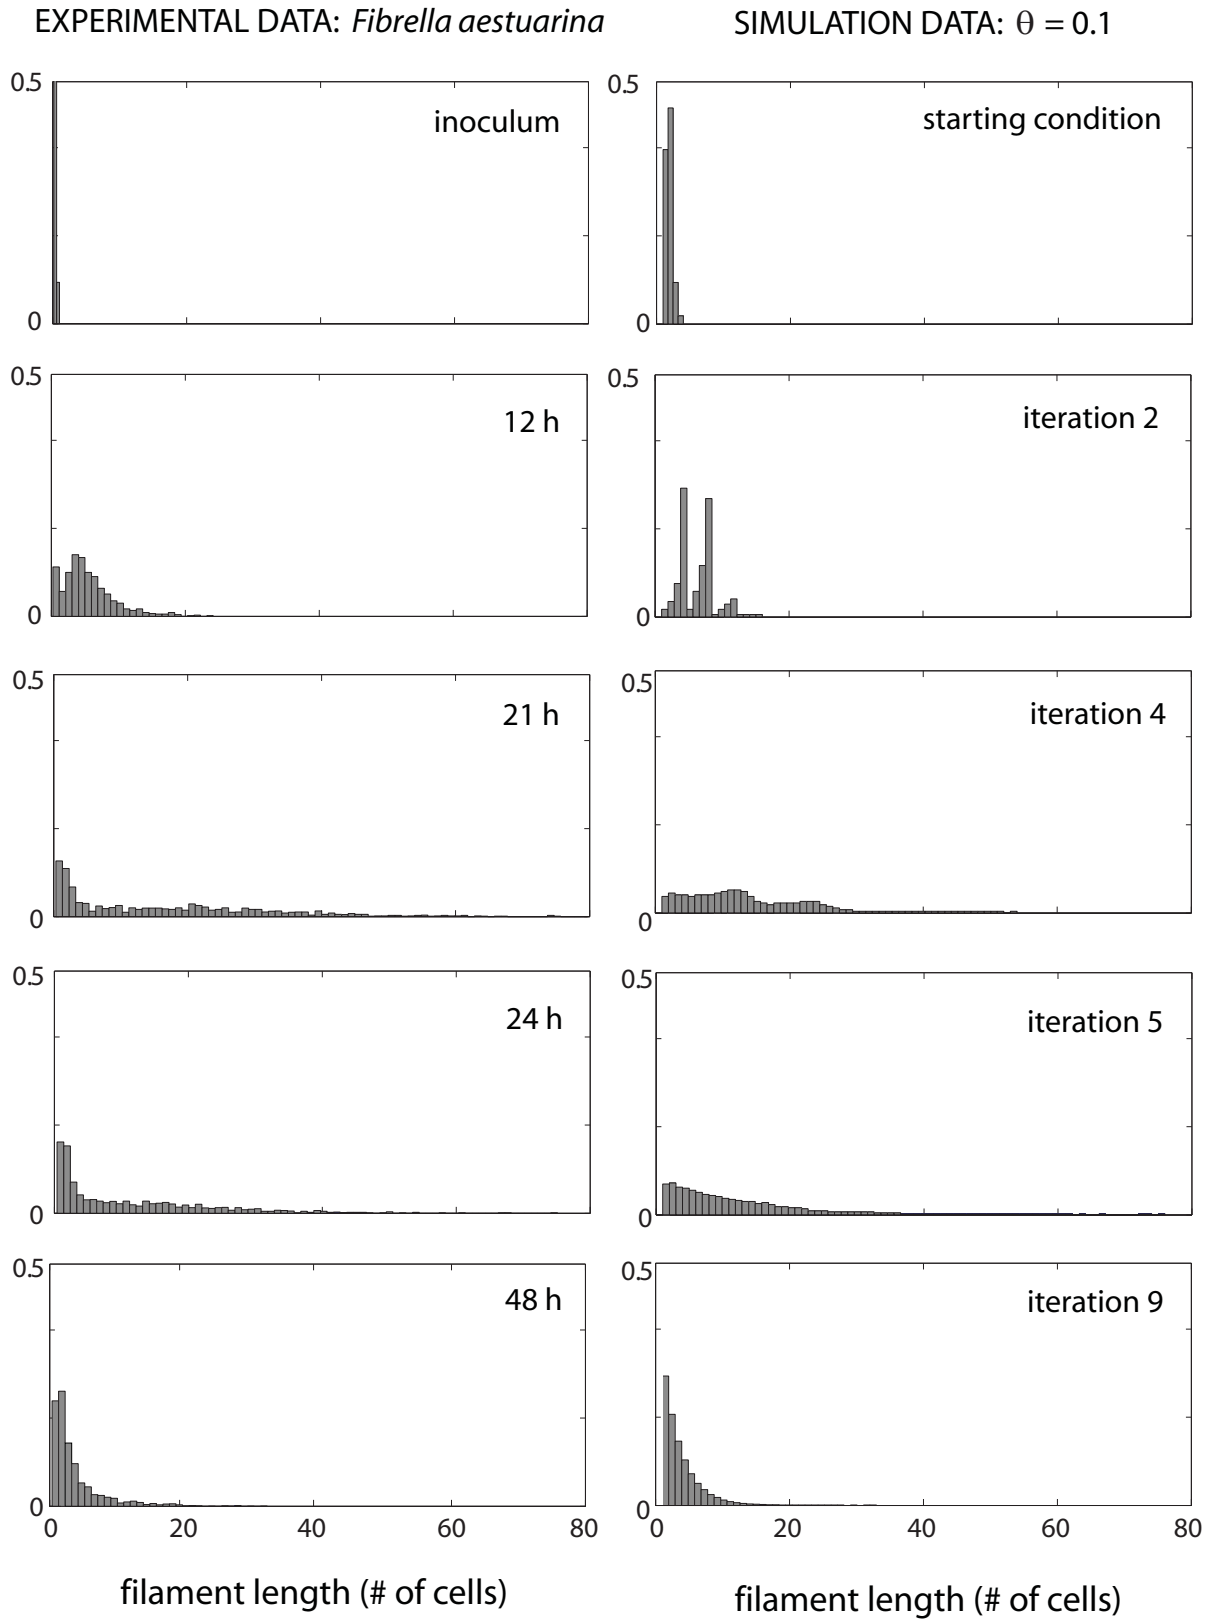 EXPERIMENTAL DATA: Fibrella aestuarina
SIMULATION DATA: θ = 0.1
0.5
inoculum
0
0.5
starting condition
0
0.5
12 h
0
0.5
iteration 2
0
0.5
21 h
0
0.5
iteration 4
0
0.5
24 h
0
0.5
iteration 5
0
0.5
48 h
0
0 20 40 60 80
filament length (# of cells)
0.5
iteration 9
0
0 20 40 60 80
filament length (# of cells)